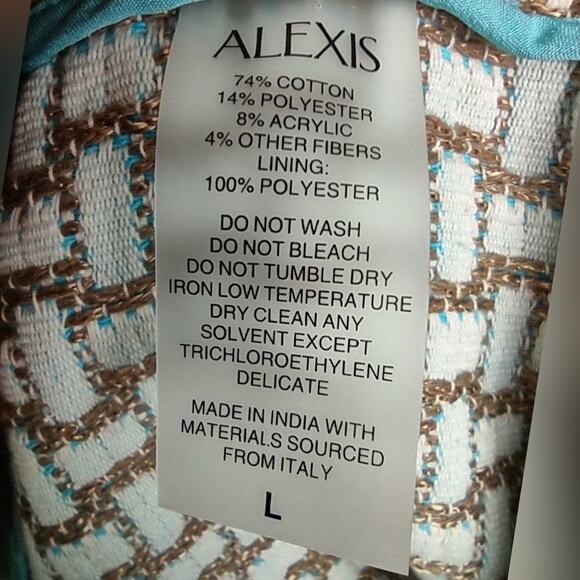 ALEXIS
74% COTTON
14% POLYESTER
8% ACRYLIC
4% OTHER FIBERS
LINING:
100% POLYESTER
DO NOT WASH
DO NOT BLEACH
DO NOT TUMBLE DRY
IRON LOW TEMPERATURE
DRY CLEAN ANY
SOLVENT EXCEPT
TRICHLOROETHYLENE
DELICATE
MADE IN INDIA WITH
MATERIALS SOURCED
FROM ITALY
L